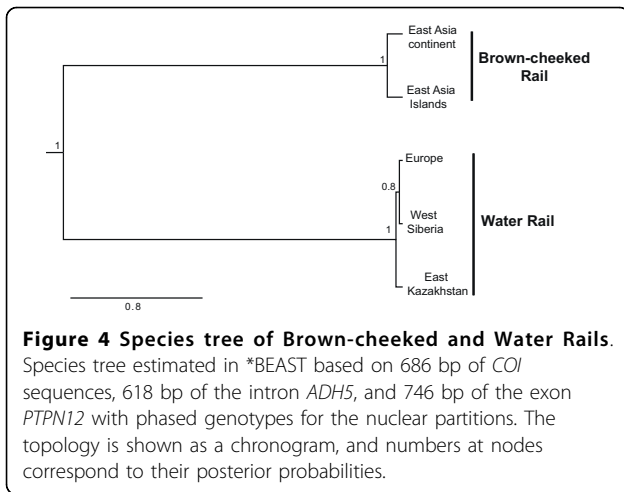 East Asia
continent
1
Brown-cheeked
Rail
East Asia
Islands
1
Europe
0.8
West
Siberia
Water Rail
1
East
Kazakhstan
0.8
Figure 4 Species tree of Brown-cheeked and Water Rails.
Species tree estimated in *BEAST based on 686 bp of COI
sequences, 618 bp of the intron ADH5, and 746 bp of the exon
PTPN12 with phased genotypes for the nuclear partitions. The
topology is shown as a chronogram, and numbers at nodes
correspond to their posterior probabilities.